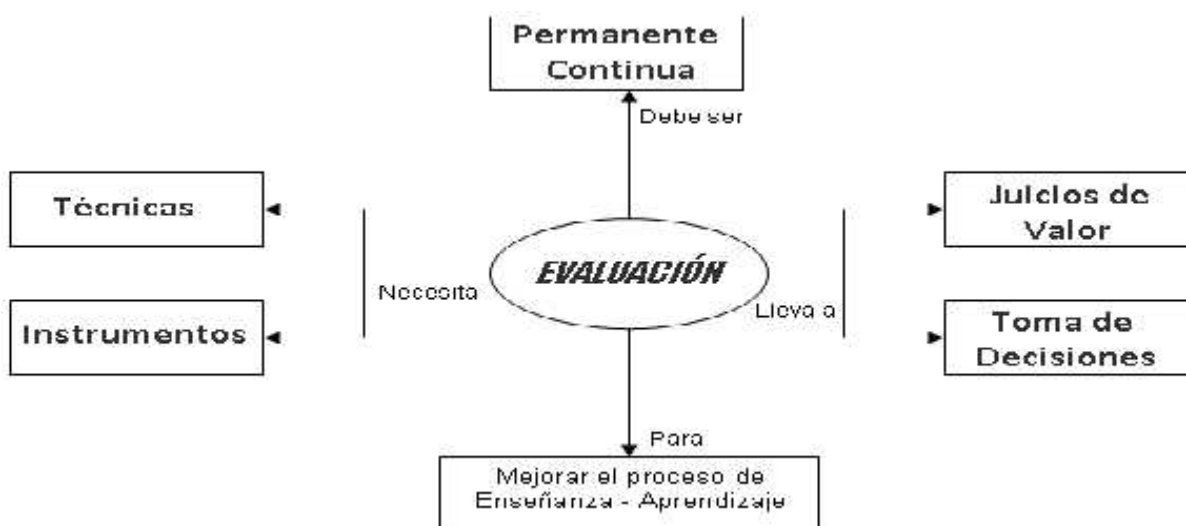 Permanente
Continua
Debe ser
Técnicas
Juicios de
Valor
EVALUACIÓN
Necesita
Lleva a
Instrumentos
Toma de
Decisiones
Para
Mejorar el proceso de
Enseñanza - Aprendizaje